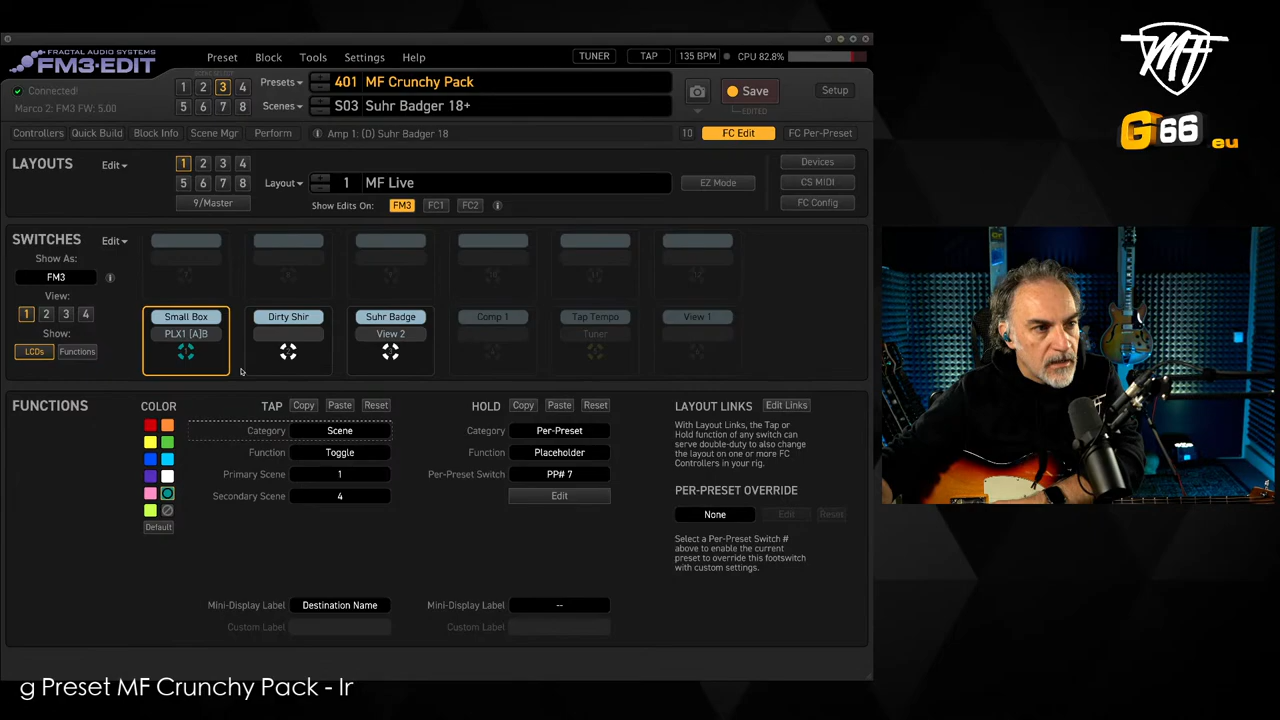 FRACTAL AUDIO SYSTEMS
FM3-EDIT
Preset Block Tools Settings Help
TUNER TAP 135 BPM CPU 82.8%
Connected!
Marco 2: FM3 FW: 5.00
1 2 3 4
5 6 7 8
Presets 401 MF Crunchy Pack
Scenes S03 Suhr Badger 18+
Save
EDITED
Setup
Controllers Quick Build Block Info Scene Mgr Perform Amp 1: (D) Suhr Badger 18 10 FC Edit FC Per-Preset
LAYOUTS Edit
1 2 3 4
5 6 7 8
9/Master
Layout 1 MF Live EZ Mode
Show Edits On: FM3 FC1 FC2
Devices
CS MIDI
FC Config
SWITCHES Edit
Show As:
FM3
View:
1 2 3 4
Show:
LCDs Functions
Small Box Dirty Shir Suhr Badge Comp 1 Tap Tempo View 1
PLX1 [A]B View 2 Tuner
FUNCTIONS
COLOR
Default
TAP Copy Paste Reset
Category Scene
Function Toggle
Primary Scene 1
Secondary Scene 4
Mini-Display Label Destination Name
Custom Label
HOLD Copy Paste Reset
Category Per-Preset
Function Placeholder
Per-Preset Switch PP# 7
Edit
Mini-Display Label --
Custom Label
LAYOUT LINKS Edit Links
With Layout Links, the Tap or
Hold function of any switch can
serve double-duty to also change
the layout on one or more FC
Controllers in your rig.
PER-PRESET OVERRIDE
None Edit Reset
Select a Per-Preset Switch #
above to enable the current
preset to override this footswitch
with custom settings.
MF
G66.eu
g Preset MF Crunchy Pack - Ir